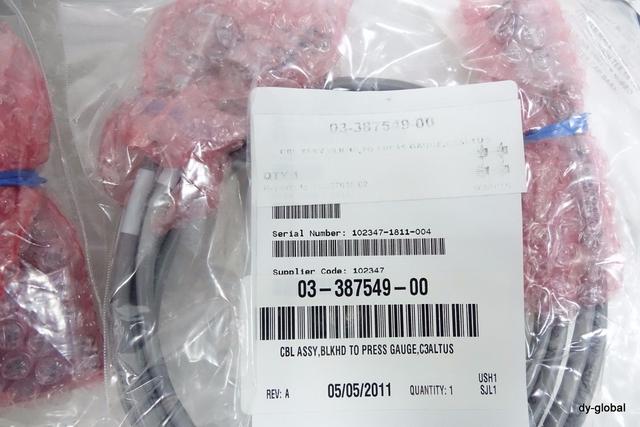 03-387549-00
QTY 1
Serial Number: 102347-1811-004
Supplier Code: 102347
03-387549-00
CBL ASSY,BLKHD TO PRESS GAUGE,C3ALTUS
REV: A 05/05/2011 QUANTITY: 1 USH1
SJL1
dy-global